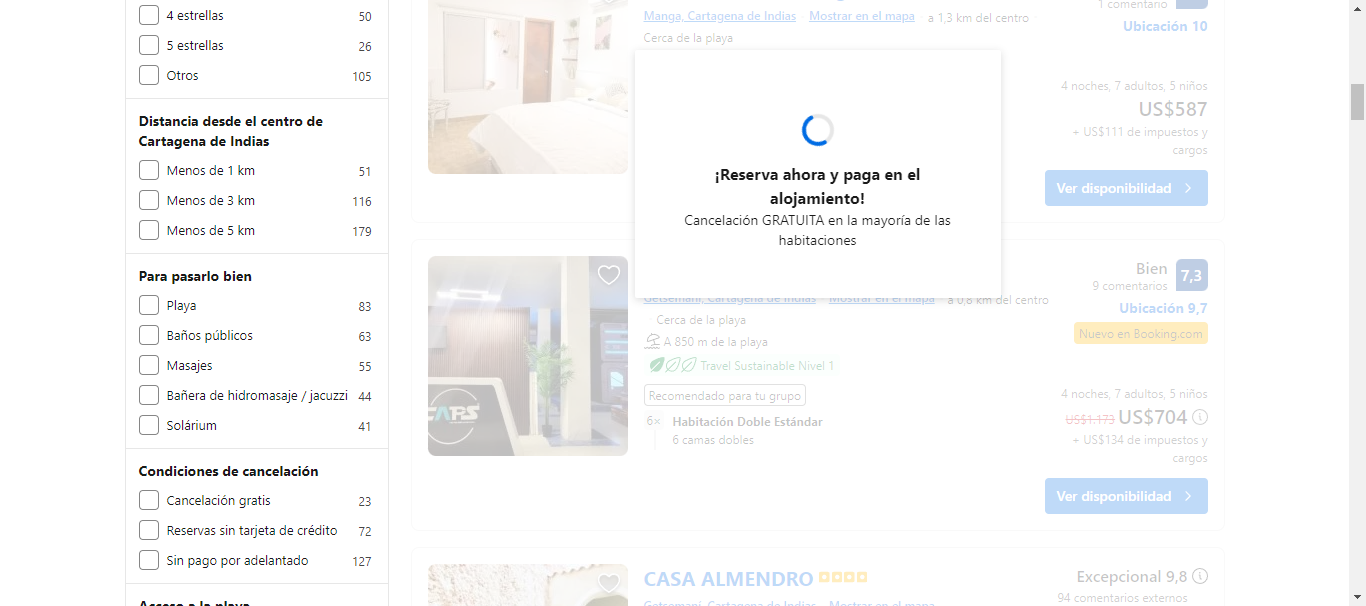 4 estrellas 50
5 estrellas 26
Otros 105
Distancia desde el centro de
Cartagena de Indias
Menos de 1 km 51
Menos de 3 km 116
Menos de 5 km 179
Para pasarlo bien
Playa 83
Baños públicos 63
Masajes 55
Bañera de hidromasaje / jacuzzi 44
Solárium 41
Condiciones de cancelación
Cancelación gratis 23
Reservas sin tarjeta de crédito 72
Sin pago por adelantado 127
Acceso a la playa
Manga, Cartagena de Indias Mostrar en el mapa · a 1,3 km del centro ·
Cerca de la playa
1 comentario
Ubicación 10
4 noches, 7 adultos, 5 niños
US$587
+ US$111 de impuestos y
cargos
Ver disponibilidad
¡Reserva ahora y paga en el
alojamiento!
Cancelación GRATUITA en la mayoría de las
habitaciones
CAPS
Getsemaní, Cartagena de Indias Mostrar en el mapa a 0,8 km del centro
Cerca de la playa
A 850 m de la playa
Travel Sustainable Nivel 1
Recomendado para tu grupo
6× Habitación Doble Estándar
6 camas dobles
Bien 7,3
9 comentarios
Ubicación 9,7
Nuevo en Booking.com
4 noches, 7 adultos, 5 niños
US$1.173 US$704
+ US$134 de impuestos y
cargos
Ver disponibilidad
CASA ALMENDRO
Getsemaní, Cartagena de Indias Mostrar en el mapa
Excepcional 9,8
94 comentarios externos